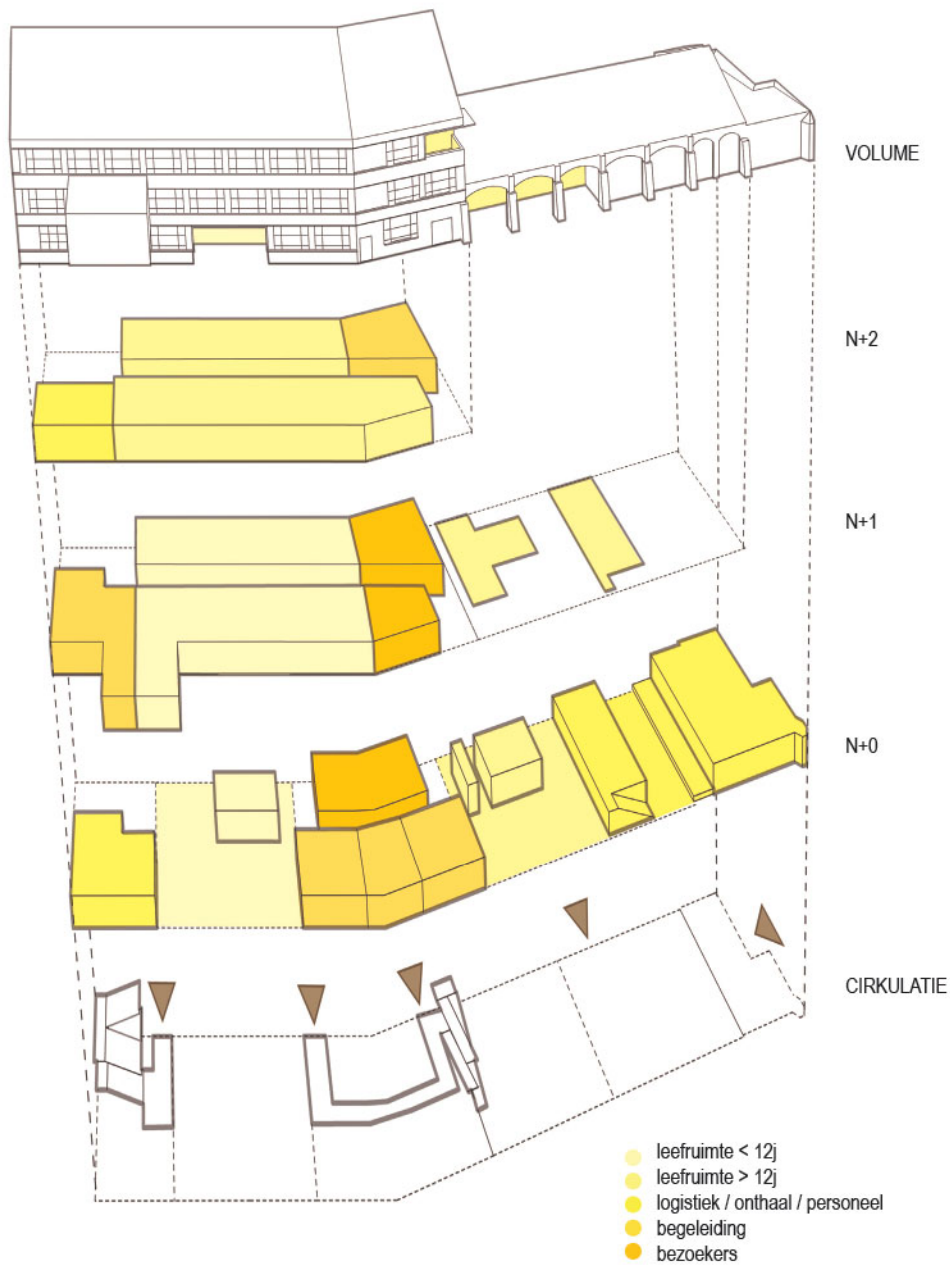 VOLUME
N+2
N+1
N+0
CIRKULATIE
leefruimte < 12j
leefruimte > 12j
logistiek / onthaal / personeel
begeleiding
bezoekers